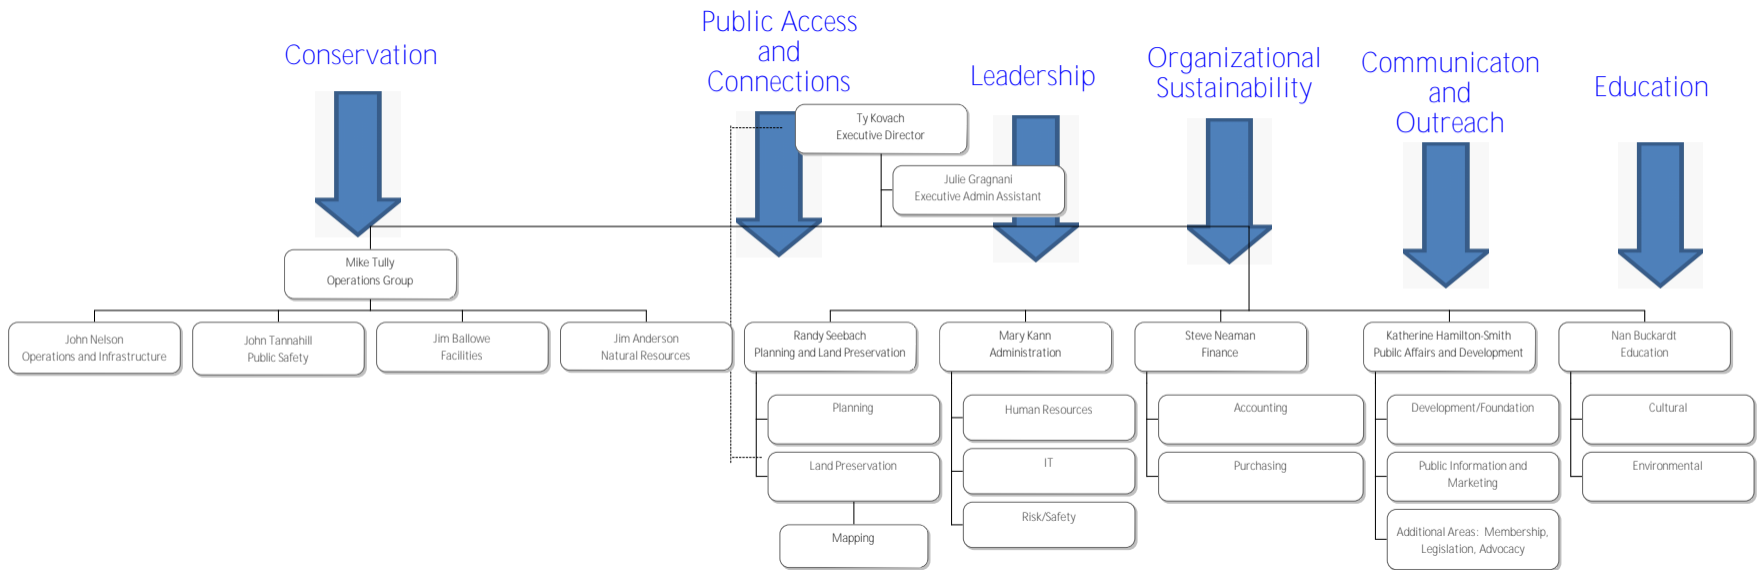 Conservation
Public Access
and
Connections
Leadership
Organizational
Sustainability
Communicaton
and
Outreach
Education
Ty Kovach
Executive Director
Julie Gragnani
Executive Admin Assistant
Mike Tully
Operations Group
John Nelson
Operations and Infrastructure
John Tannahill
Public Safety
Jim Ballowe
Facilities
Jim Anderson
Natural Resources
Randy Seebach
Planning and Land Preservation
Mary Kann
Administration
Steve Neaman
Finance
Katherine Hamilton-Smith
Public Affairs and Development
Nan Buckardt
Education
Planning
Land Preservation
Mapping
Human Resources
IT
Risk/Safety
Accounting
Purchasing
Development/Foundation
Public Information and
Marketing
Additional Areas: Membership,
Legislation, Advocacy
Cultural
Environmental